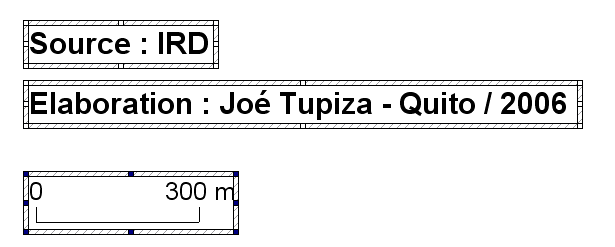 Source : IRD
Elaboration : Joé Tupiza - Quito / 2006
0 300 m